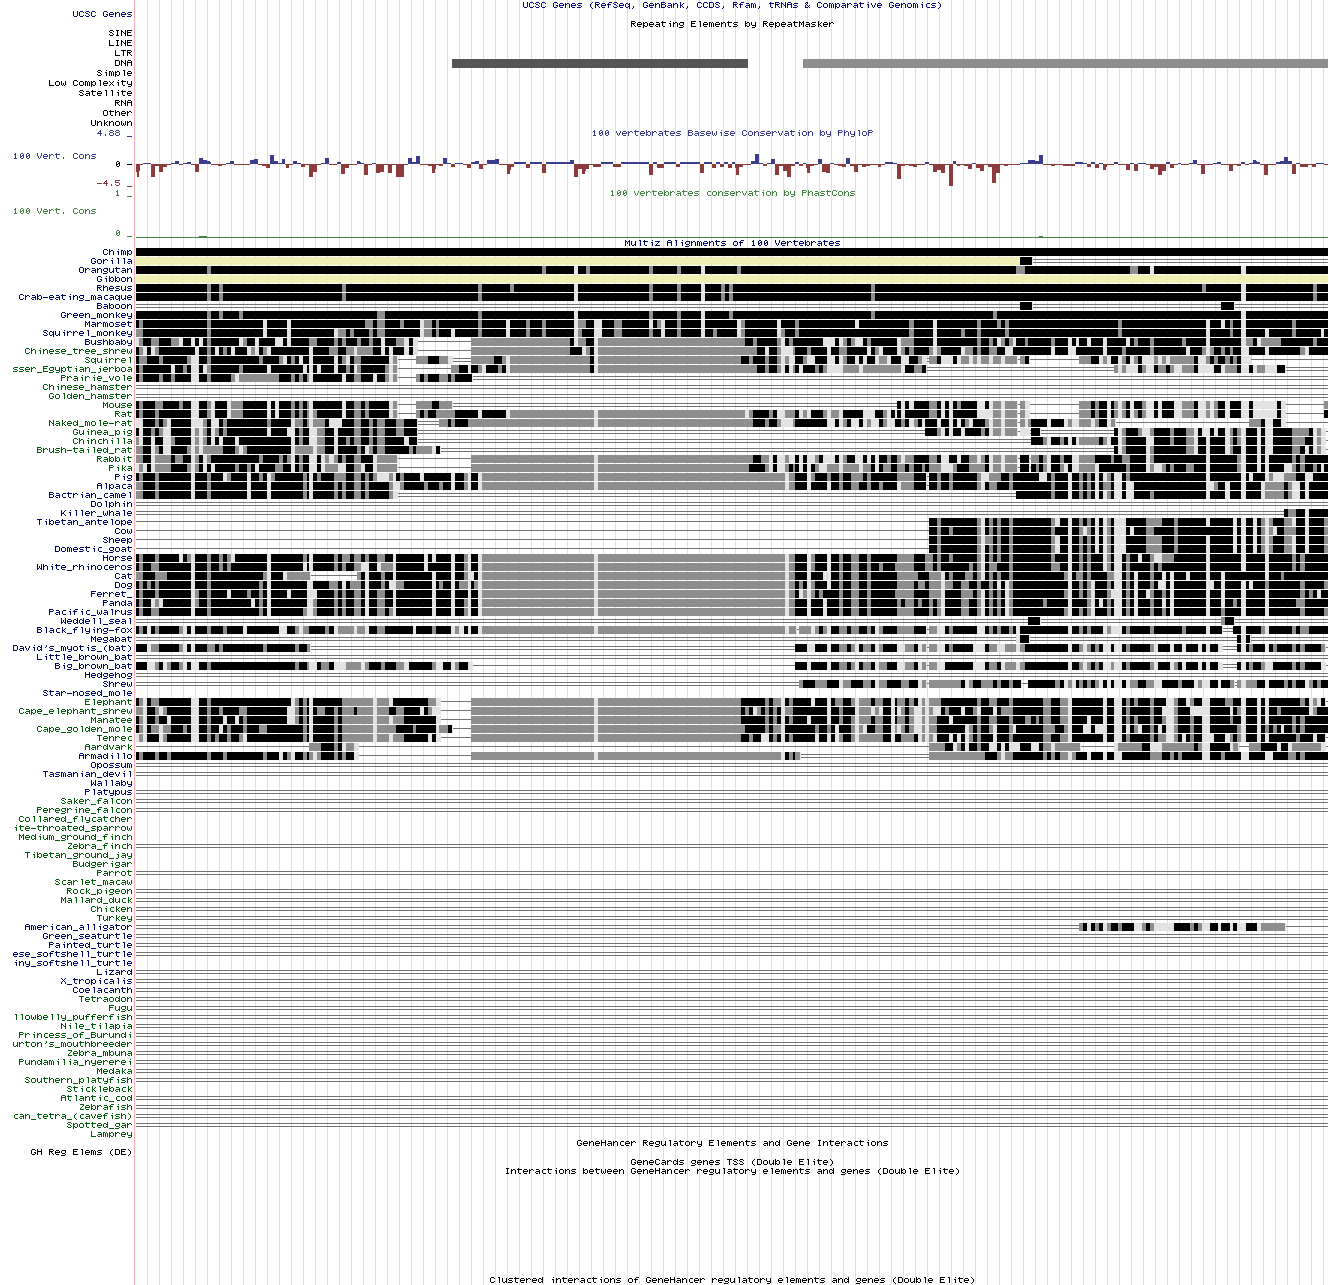 UCSC Genes (RefSeq, GenBank, CCDS, Rfam, tRNAs & Comparative Genomics)
UCSC Genes
Repeating Elements by RepeatMasker
SINE
LINE
LTR
DNA
Simple
Low Complexity
Satellite
RNA
Other
Unknown
4.88 _
100 vertebrates Basewise Conservation by PhyloP
100 Vert. Cons
0 -
-4.5 _
1 _
100 vertebrates conservation by PhastCons
100 Vert. Cons
0 _
Multiz Alignments of 100 Vertebrates
Chimp
Gorilla
Orangutan
Gibbon
Rhesus
Crab-eating_macaque
Baboon
Green_monkey
Marmoset
Squirrel_monkey
Bushbaby
Chinese_tree_shrew
Squirrel
sser_Egyptian_jerboa
Prairie_vole
Chinese_hamster
Golden_hamster
Mouse
Rat
Naked_mole-rat
Guinea_pig
Chinchilla
Brush-tailed_rat
Rabbit
Pika
Pig
Alpaca
Bactrian_camel
Dolphin
Killer_whale
Tibetan_antelope
Cow
Sheep
Domestic_goat
Horse
White_rhinoceros
Cat
Dog
Ferret_
Panda
Pacific_walrus
Weddell_seal
Black_flying-fox
Megabat
David's_myotis_(bat)
Little_brown_bat
Big_brown_bat
Hedgehog
Shrew
Star-nosed_mole
Elephant
Cape_elephant_shrew
Manatee
Cape_golden_mole
Tenrec
Aardvark
Armadillo
Opossum
Tasmanian_devil
Wallaby
Platypus
Saker_falcon
Peregrine_falcon
Collared_flycatcher
ite-throated_sparrow
Medium_ground_finch
Zebra_finch
Tibetan_ground_jay
Budgerigar
Parrot
Scarlet_macaw
Rock_pigeon
Mallard_duck
Chicken
Turkey
American_alligator
Green_seaturtle
Painted_turtle
ese_softshell_turtle
iny_softshell_turtle
Lizard
X_tropicalis
Coelacanth
Tetraodon
Fugu
llowbelly_pufferfish
Nile_tilapia
Princess_of_Burundi
urton's_mouthbreeder
Zebra_mbuna
Pundamilia_nyererei
Medaka
Southern_platyfish
Stickleback
Atlantic_cod
Zebrafish
can_tetra_(cavefish)
Spotted_gar
Lamprey
GeneHancer Regulatory Elements and Gene Interactions
GH Reg Elems (DE)
GeneCards genes TSS (Double Elite)
Interactions between GeneHancer regulatory elements and genes (Double Elite)
Clustered interactions of GeneHancer regulatory elements and genes (Double Elite)